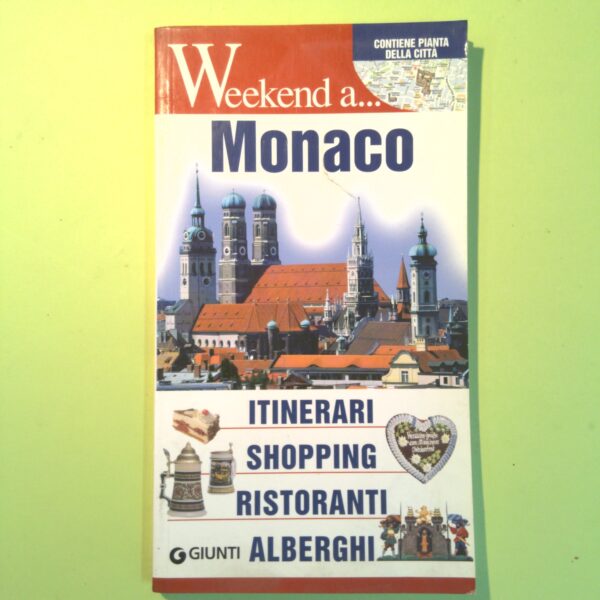 CONTIENE PIANTA
DELLA CITTÀ
Weekend a...
Monaco
ITINERARI
SHOPPING
RISTORANTI
ALBERGHI
GIUNTI